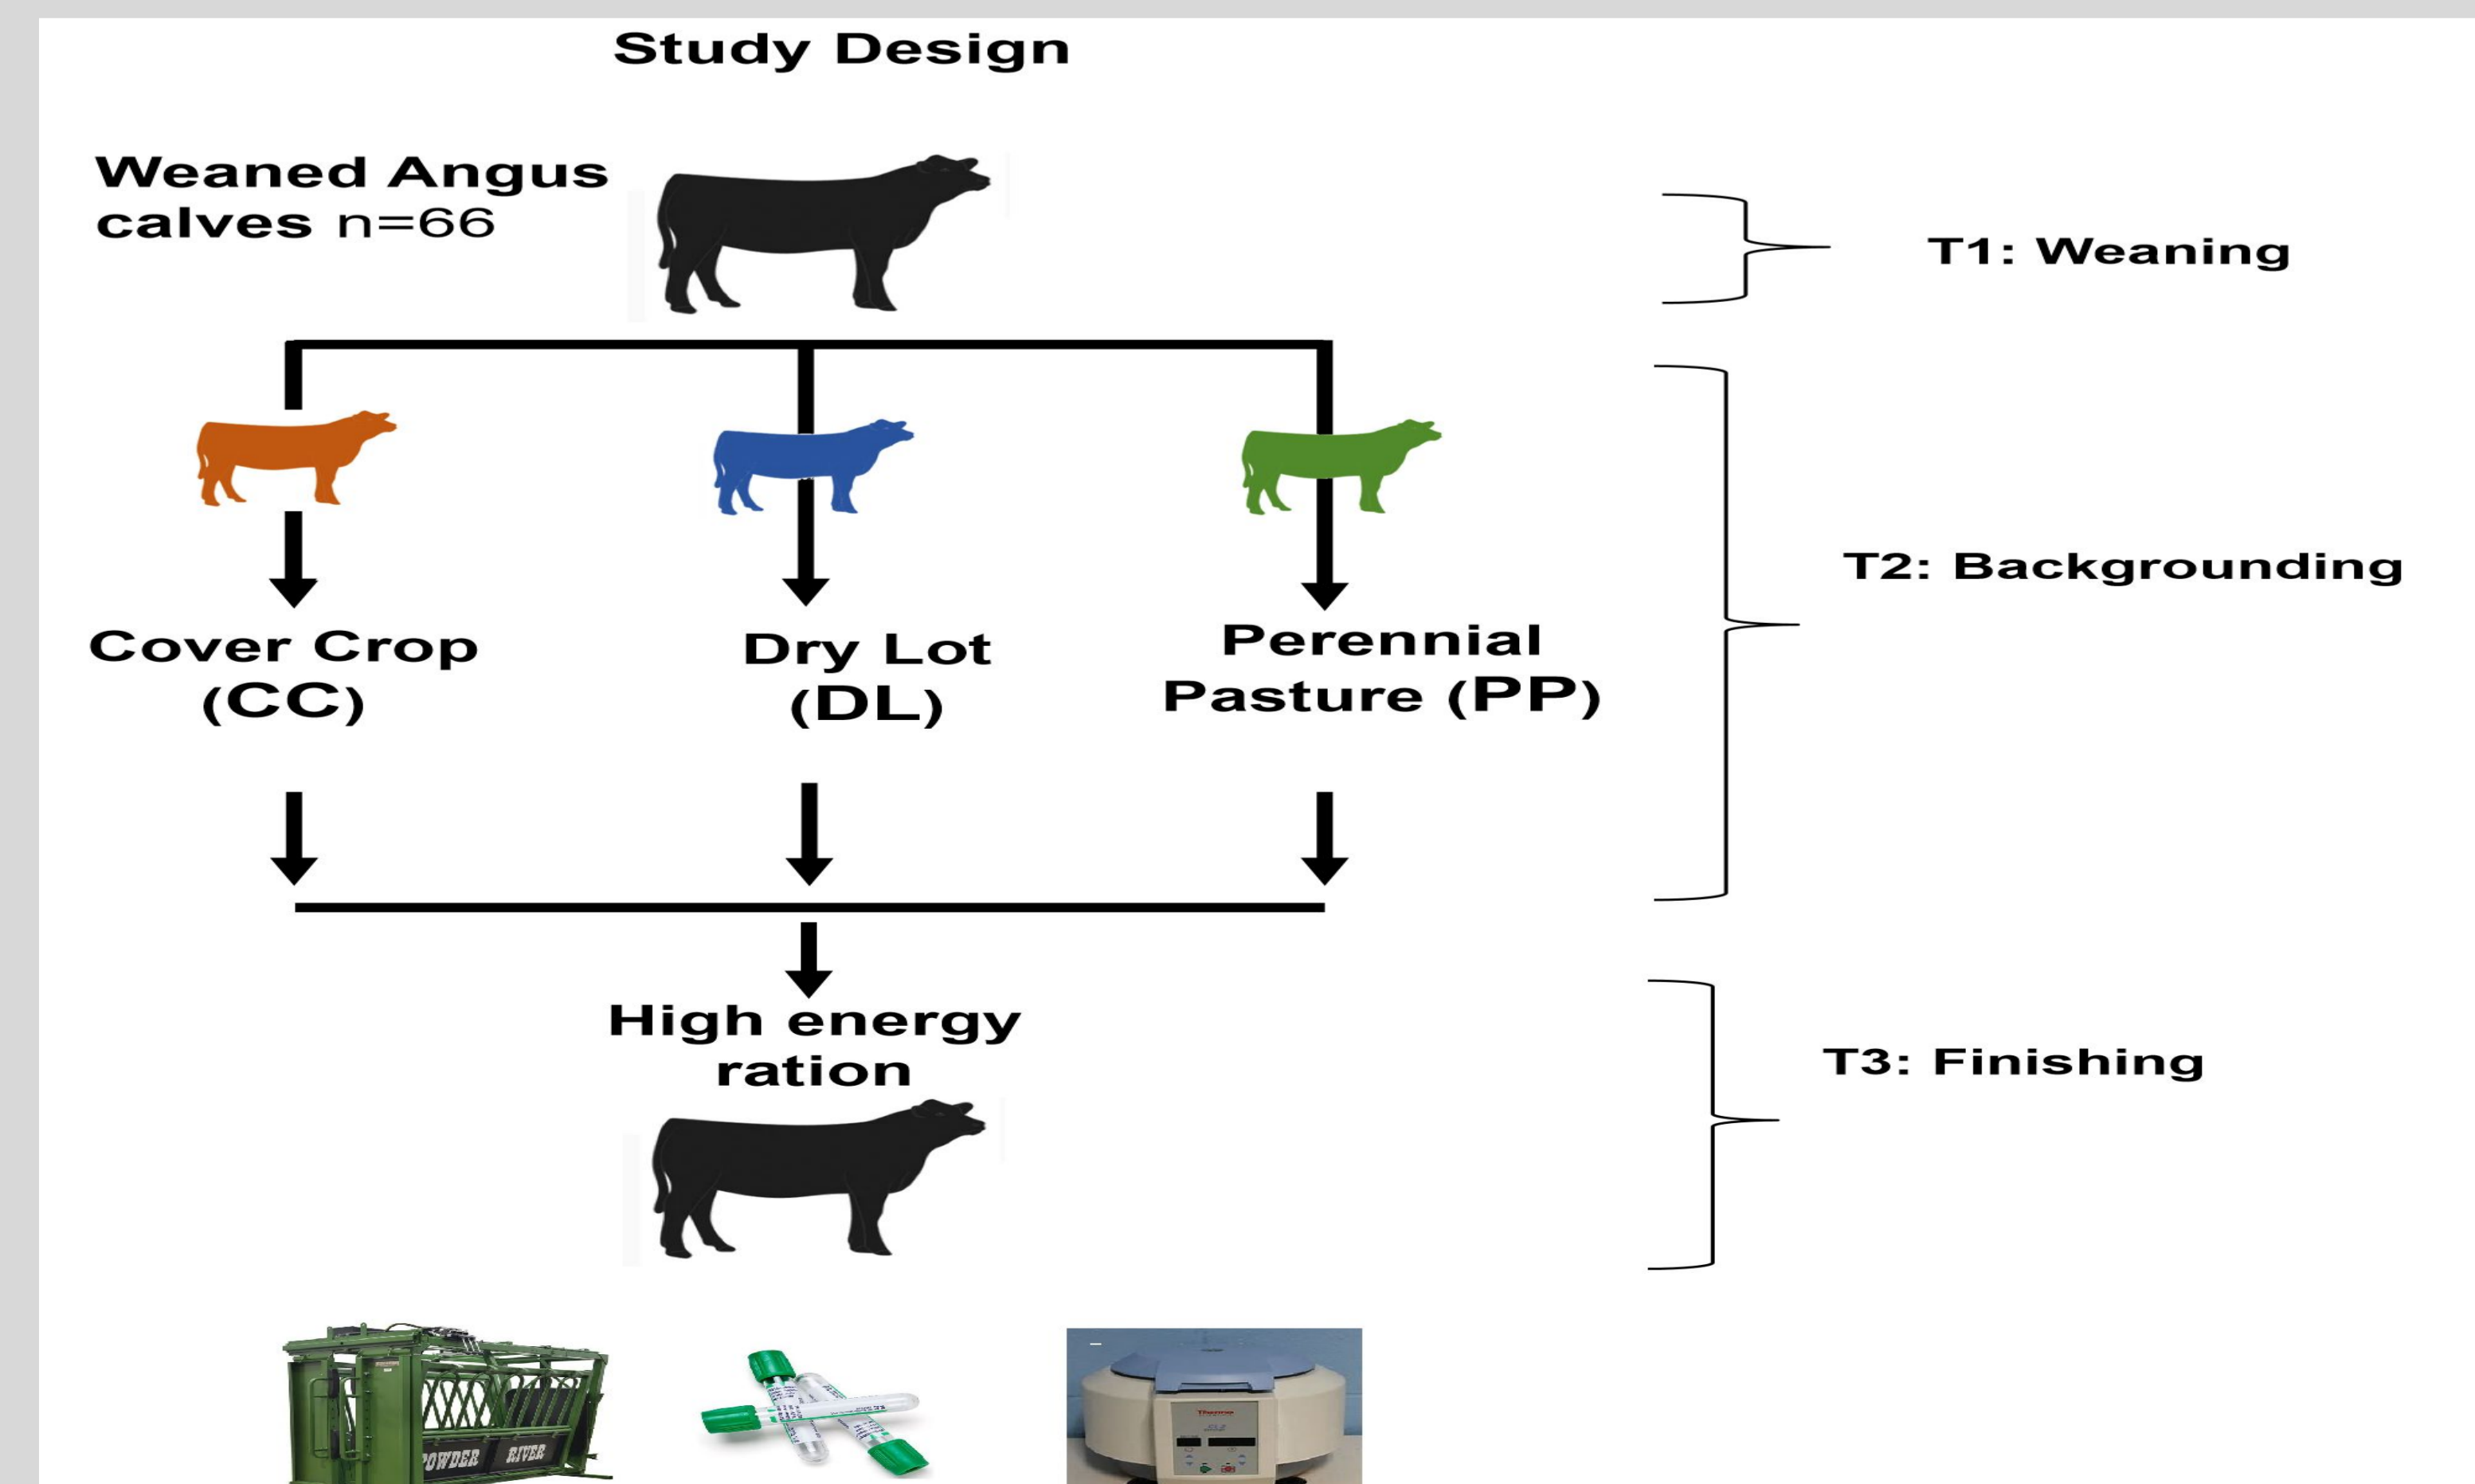 Study Design
Weaned Angus
calves n=66
T1: Weaning
T2: Backgrounding
Cover Crop
(CC)
Dry Lot
(DL)
Perennial
Pasture (PP)
High energy
ration
T3: Finishing
POWDER RIVER
Thermo